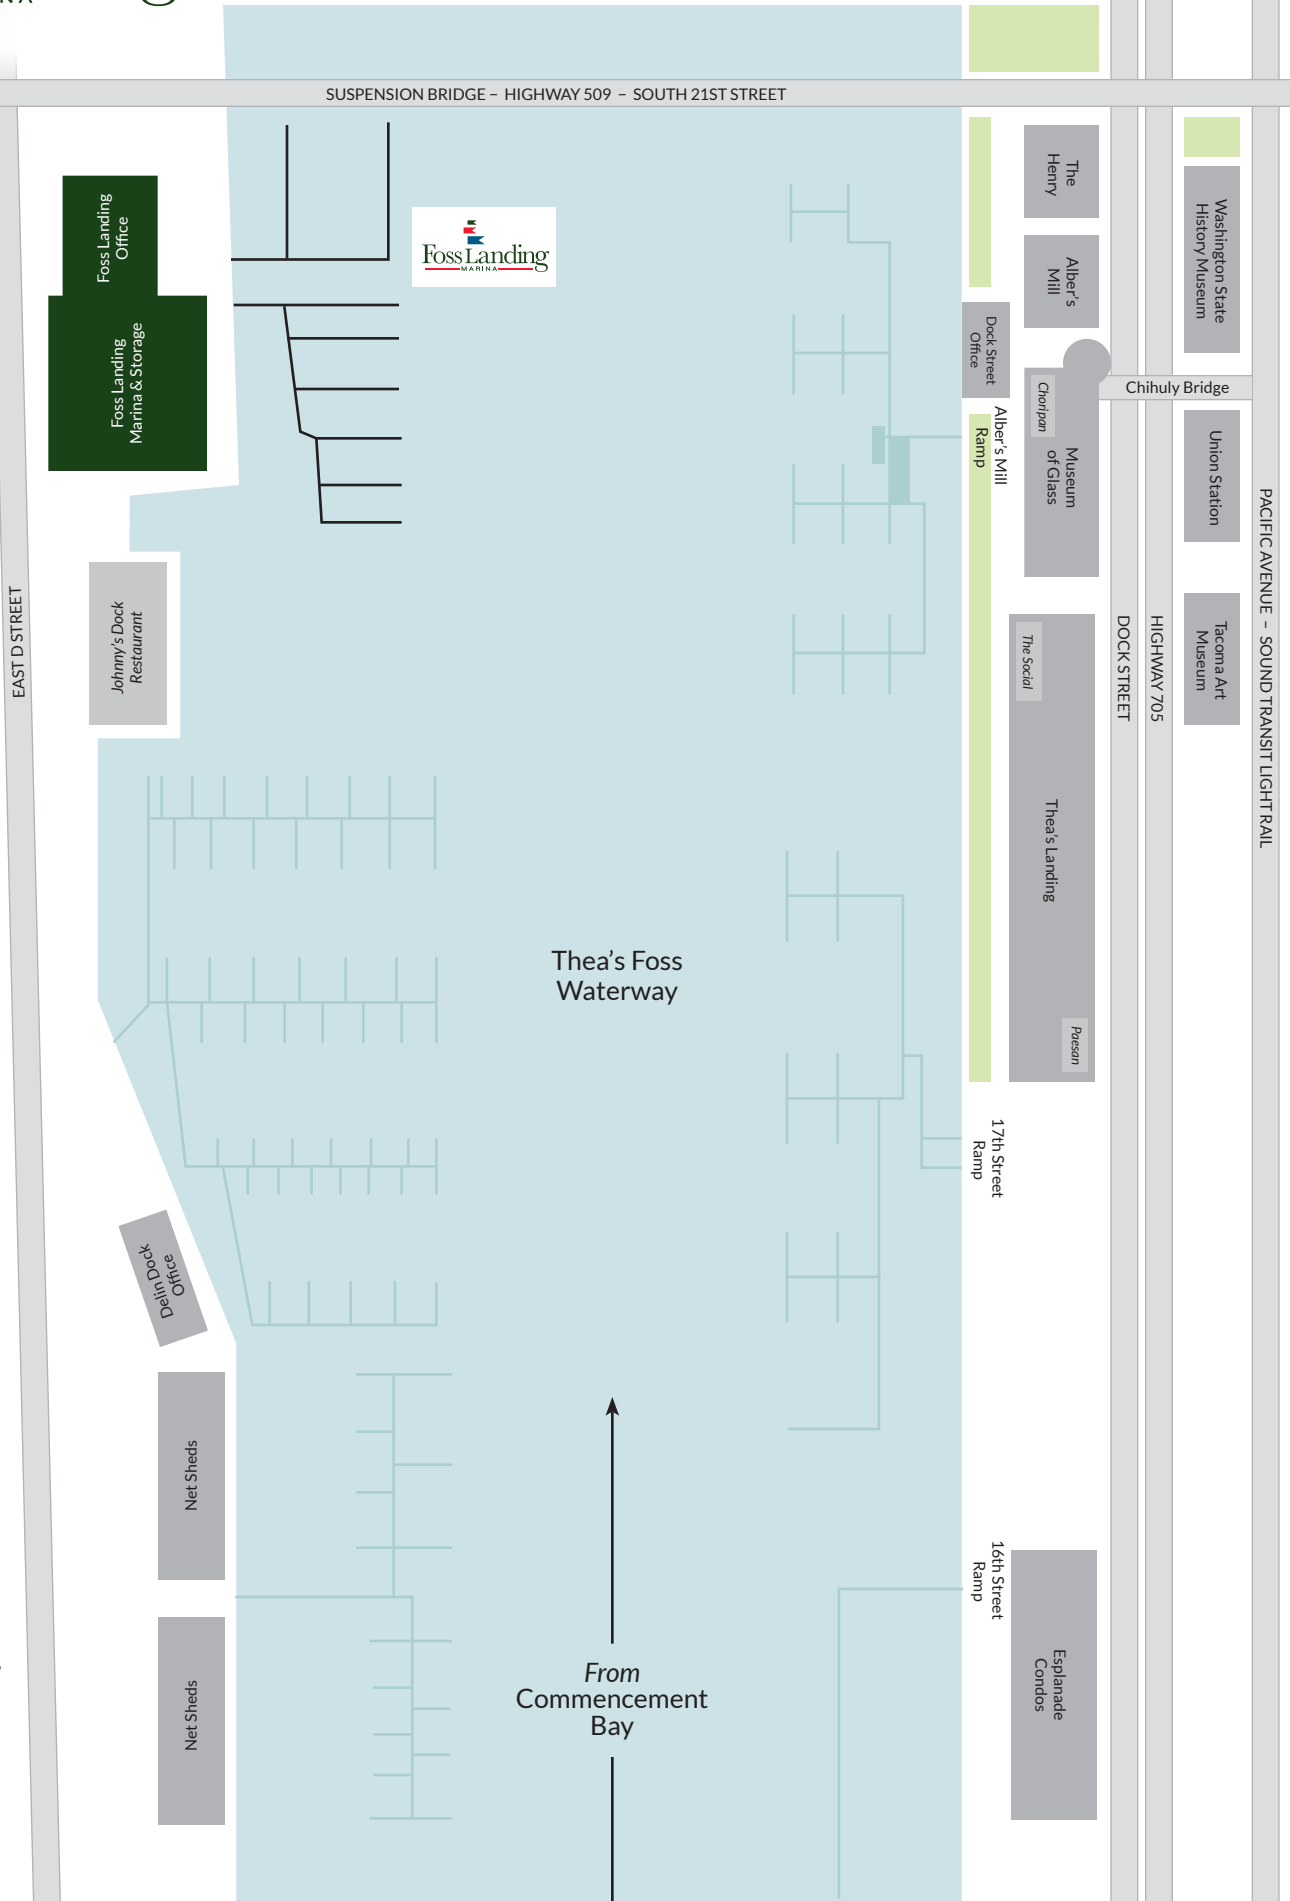 NA
SUSPENSION BRIDGE – HIGHWAY 509 – SOUTH 21ST STREET
Foss Landing
Office
Foss Landing
Marina & Storage
Foss Landing
MARINA
The
Henry
Alber's
Mill
Washington State
History Museum
Dock Street
Office
Chihuly Bridge
Choripan
Museum
of Glass
Alber's Mill
Ramp
Union Station
Tacoma Art
Museum
PACIFIC AVENUE – SOUND TRANSIT LIGHT RAIL
HIGHWAY 705
DOCK STREET
EAST D STREET
Johnny's Dock
Restaurant
The Social
Thea's Landing
Paesan
Thea's Foss
Waterway
17th Street
Ramp
Delin Dock
Office
Net Sheds
Net Sheds
16th Street
Ramp
Esplanade
Condos
From
Commencement
Bay